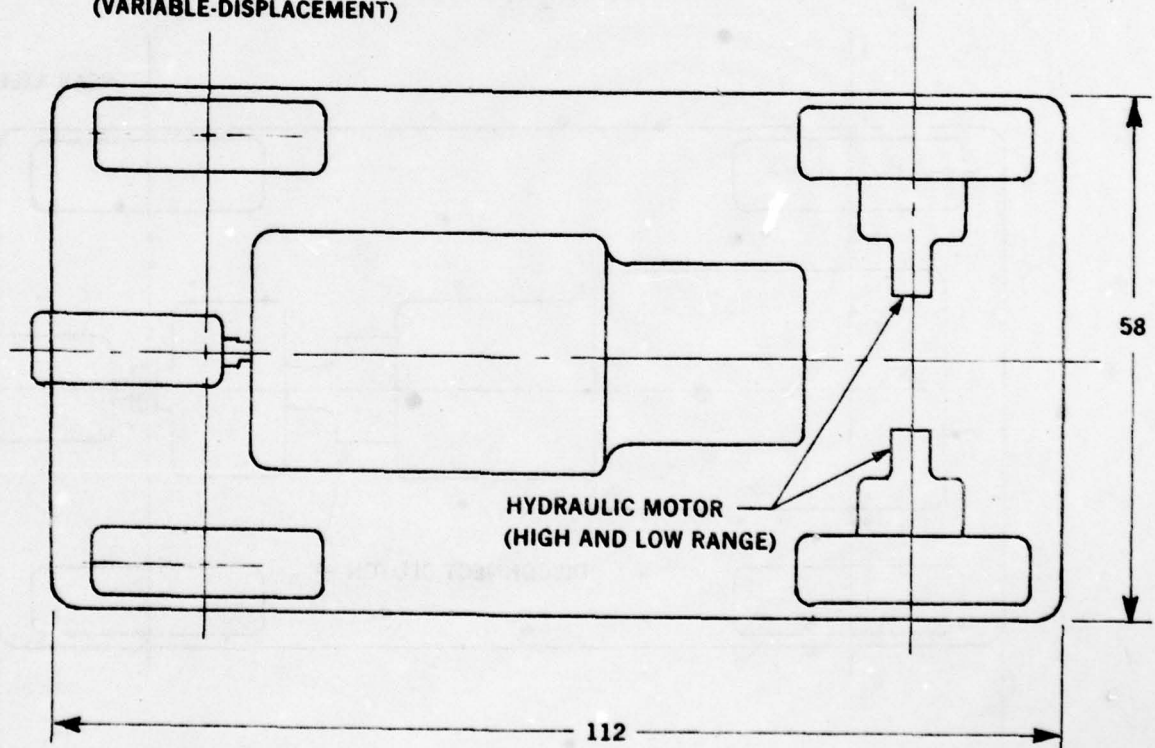 (VARIABLE-DISPLACEMENT)
58
HYDRAULIC MOTOR
(HIGH AND LOW RANGE)
112